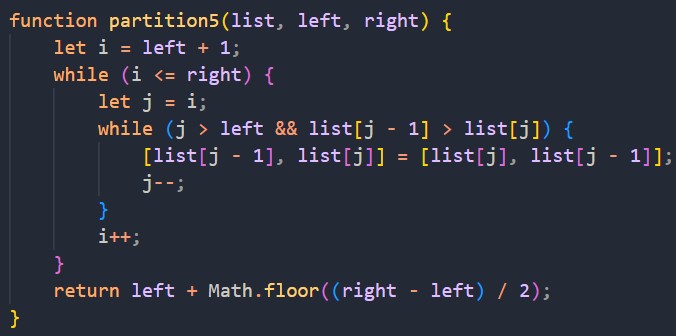 function partition5(list, left, right) {
    let i = left + 1;
    while (i <= right) {
        let j = i;
        while (j > left && list[j - 1] > list[j]) {
            [list[j - 1], list[j]] = [list[j], list[j - 1]];
            j--;
        }
        i++;
    }
    return left + Math.floor((right - left) / 2);
}